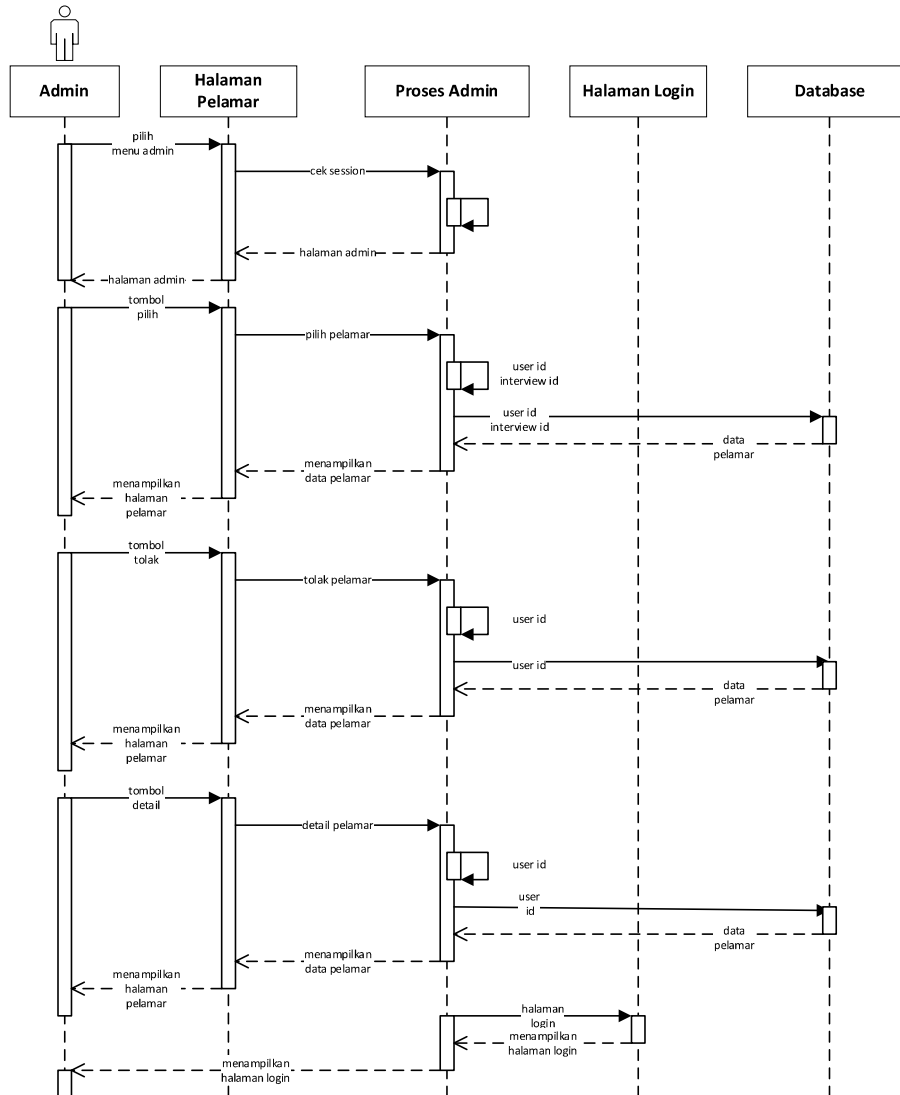 Admin
Halaman
Pelamar
Proses Admin
Halaman Login
Database
pilih
menu admin
cek session
halaman admin
halaman admin
tombol
pilih
pilih pelamar
user id
interview id
user id
interview id
data
pelamar
menampilkan
data pelamar
menampilkan
halaman
pelamar
tombol
tolak
tolak pelamar
user id
user id
data
pelamar
menampilkan
data pelamar
menampilkan
halaman
pelamar
tombol
detail
detail pelamar
user id
user
id
data
pelamar
menampilkan
data pelamar
menampilkan
halaman
pelamar
halaman
login
menampilkan
halaman login
menampilkan
halaman login